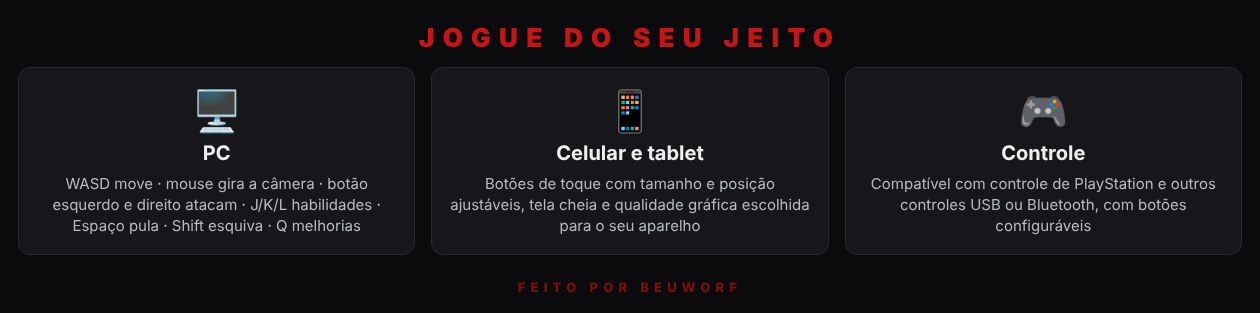 JOGUE DO SEU JEITO
PC
WASD move · mouse gira a câmera · botão
esquerdo e direito atacam · J/K/L habilidades ·
Espaço pula · Shift esquiva · Q melhorias
Celular e tablet
Botões de toque com tamanho e posição
ajustáveis, tela cheia e qualidade gráfica escolhida
para o seu aparelho
Controle
Compatível com controle de PlayStation e outros
controles USB ou Bluetooth, com botões
configuráveis
FEITO POR BEUWORF